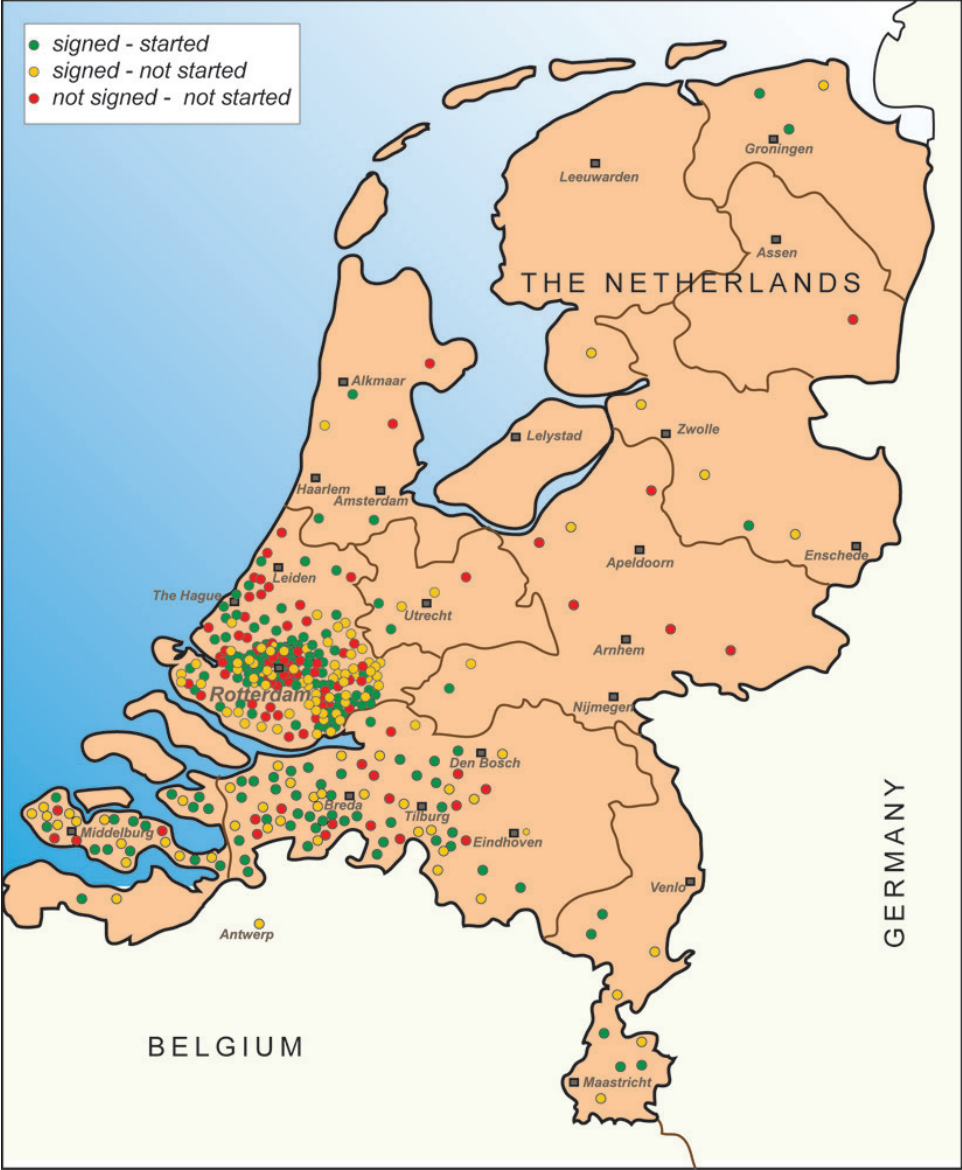 signed - started
signed - not started
not signed - not started
Groningen
Leeuwarden
Assen
THE NETHERLANDS
Alkmaar
Zwolle
Lelystad
Haarlem
Amsterdam
Enschede
Apeldoorn
Leiden
The Hague
Utrecht
Arnhem
Rotterdam
Nijmegen
Den Bosch
Breda
Tilburg
Middelburg
Eindhoven
GERMANY
Venlo
Antwerp
BELGIUM
Maastricht